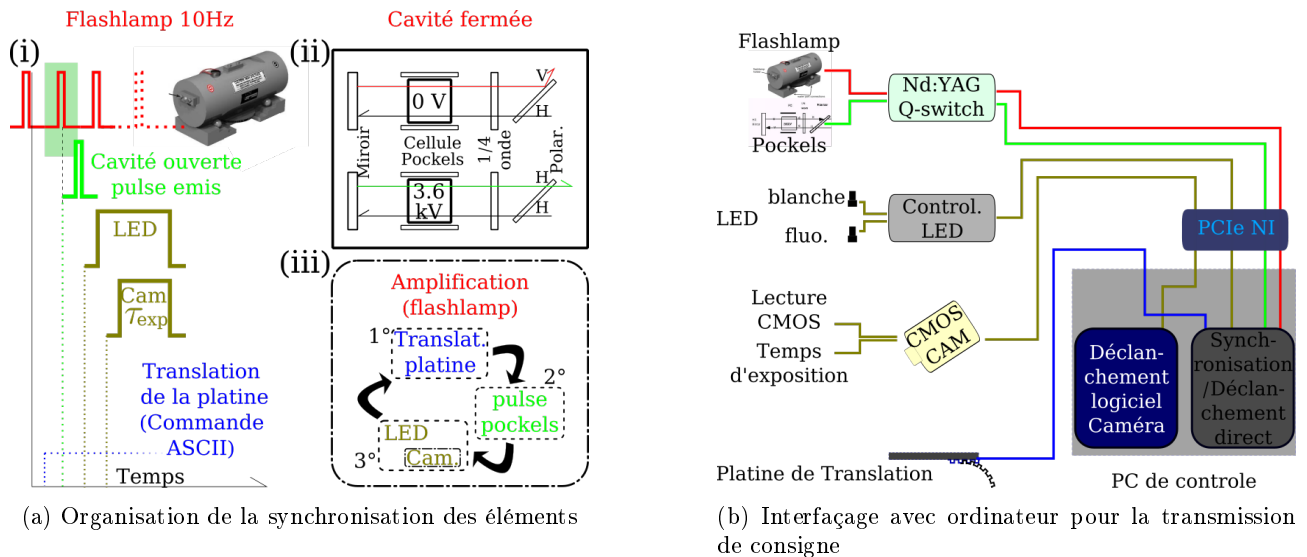 Flashlamp 10Hz
(i)
Cavité ouverte
pulse emis
LED
Cam
τexp
Translation
de la platine
(Commande
ASCII)
Temps
Cavité fermée
(ii)
0 V
V
H
Miroir
Cellule
Pockels
1/4
onde
Polar.
3.6
kV
H
H
(iii)
Amplification
(flashlamp)
1°
Translat.
platine
2°
pulse
pockels
LED
Cam.
3°
(a) Organisation de la synchronisation des éléments
Flashlamp
Pockels
Nd:YAG
Q-switch
LED
blanche
fluo.
Control.
LED
PCIe NI
Lecture
CMOS
Temps
d'exposition
CMOS
CAM
Déclan-
chement
logiciel
Caméra
Synch-
ronisation
/Déclan-
chement
direct
Platine de Translation
PC de controle
(b) Interfaçage avec ordinateur pour la transmission
de consigne